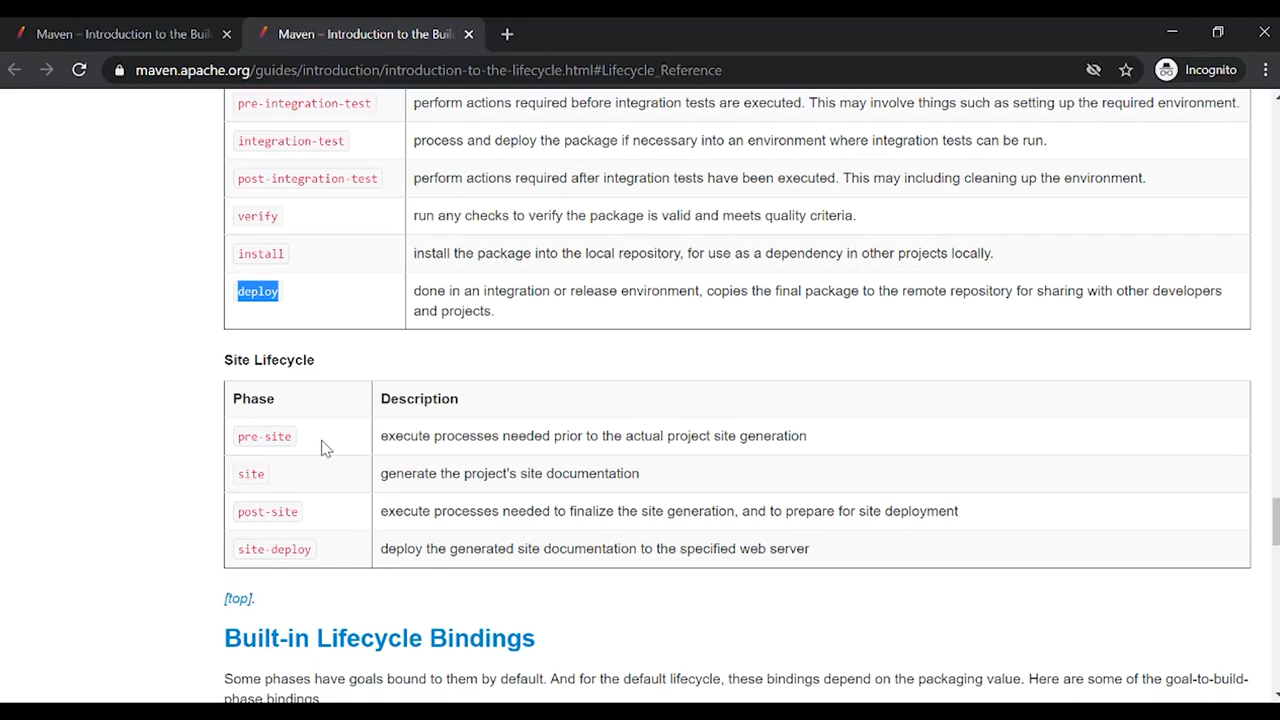 Maven – Introduction to the Buil
Maven – Introduction to the Buil
maven.apache.org/guides/introduction/introduction-to-the-lifecycle.html#Lifecycle_Reference
Incognito
pre-integration-test perform actions required before integration tests are executed. This may involve things such as setting up the required environment.
integration-test process and deploy the package if necessary into an environment where integration tests can be run.
post-integration-test perform actions required after integration tests have been executed. This may including cleaning up the environment.
verify run any checks to verify the package is valid and meets quality criteria.
install install the package into the local repository, for use as a dependency in other projects locally.
deploy done in an integration or release environment, copies the final package to the remote repository for sharing with other developers
and projects.
Site Lifecycle
Phase Description
pre-site execute processes needed prior to the actual project site generation
site generate the project's site documentation
post-site execute processes needed to finalize the site generation, and to prepare for site deployment
site-deploy deploy the generated site documentation to the specified web server
[top].
Built-in Lifecycle Bindings
Some phases have goals bound to them by default. And for the default lifecycle, these bindings depend on the packaging value. Here are some of the goal-to-build-
phase bindings